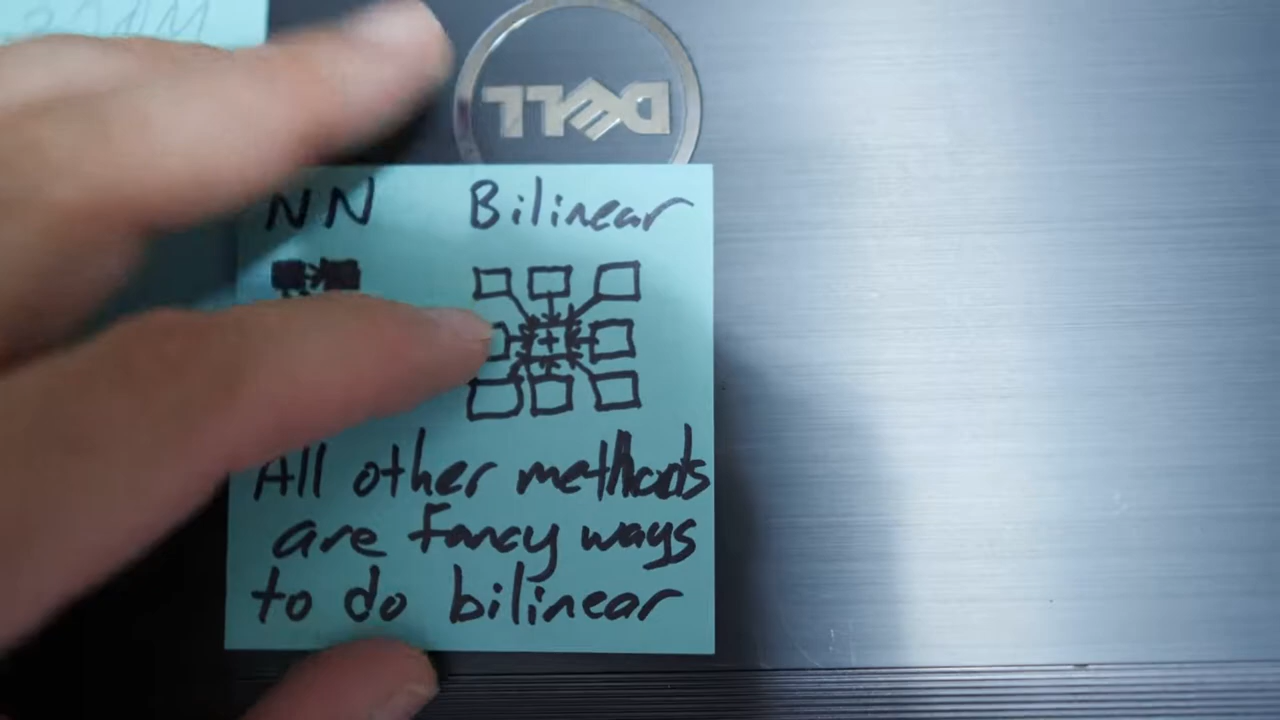 DELL
NN Bilinear
+
All other methods
are fancy ways
to do bilinear